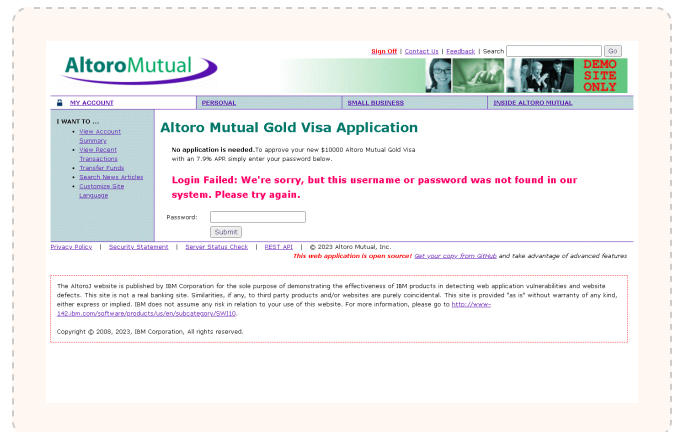 Sign Off | Contact Us | Feedback | Search Go
AltoroMutual
DEMO
SITE
ONLY
MY ACCOUNT PERSONAL SMALL BUSINESS INSIDE ALTORO MUTUAL
I WANT TO ...
• View Account
Summary
• View Recent
Transactions
• Transfer Funds
• Search News Articles
• Customize Site
Language
Altoro Mutual Gold Visa Application
No application is needed.To approve your new $10000 Altoro Mutual Gold Visa
with an 7.9% APR simply enter your password below.
Login Failed: We're sorry, but this username or password was not found in our
system. Please try again.
Password:
Submit
Privacy Policy | Security Statement | Server Status Check | REST API | © 2023 Altoro Mutual, Inc.
This web application is open source! Get your copy from GitHub and take advantage of advanced features
The AltoroJ website is published by IBM Corporation for the sole purpose of demonstrating the effectiveness of IBM products in detecting web application vulnerabilities and website
defects. This site is not a real banking site. Similarities, if any, to third party products and/or websites are purely coincidental. This site is provided "as is" without warranty of any kind,
either express or implied. IBM does not assume any risk in relation to your use of this website. For more information, please go to http://www-
142.ibm.com/software/products/us/en/subcategory/SWI10.
Copyright © 2008, 2023, IBM Corporation, All rights reserved.